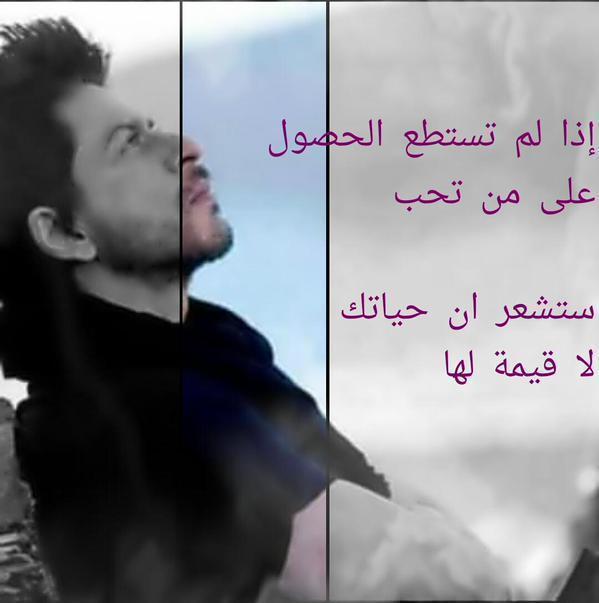 إذا لم تستطع الحصول
على من تحب
ستشعر ان حياتك
لا قيمة لها